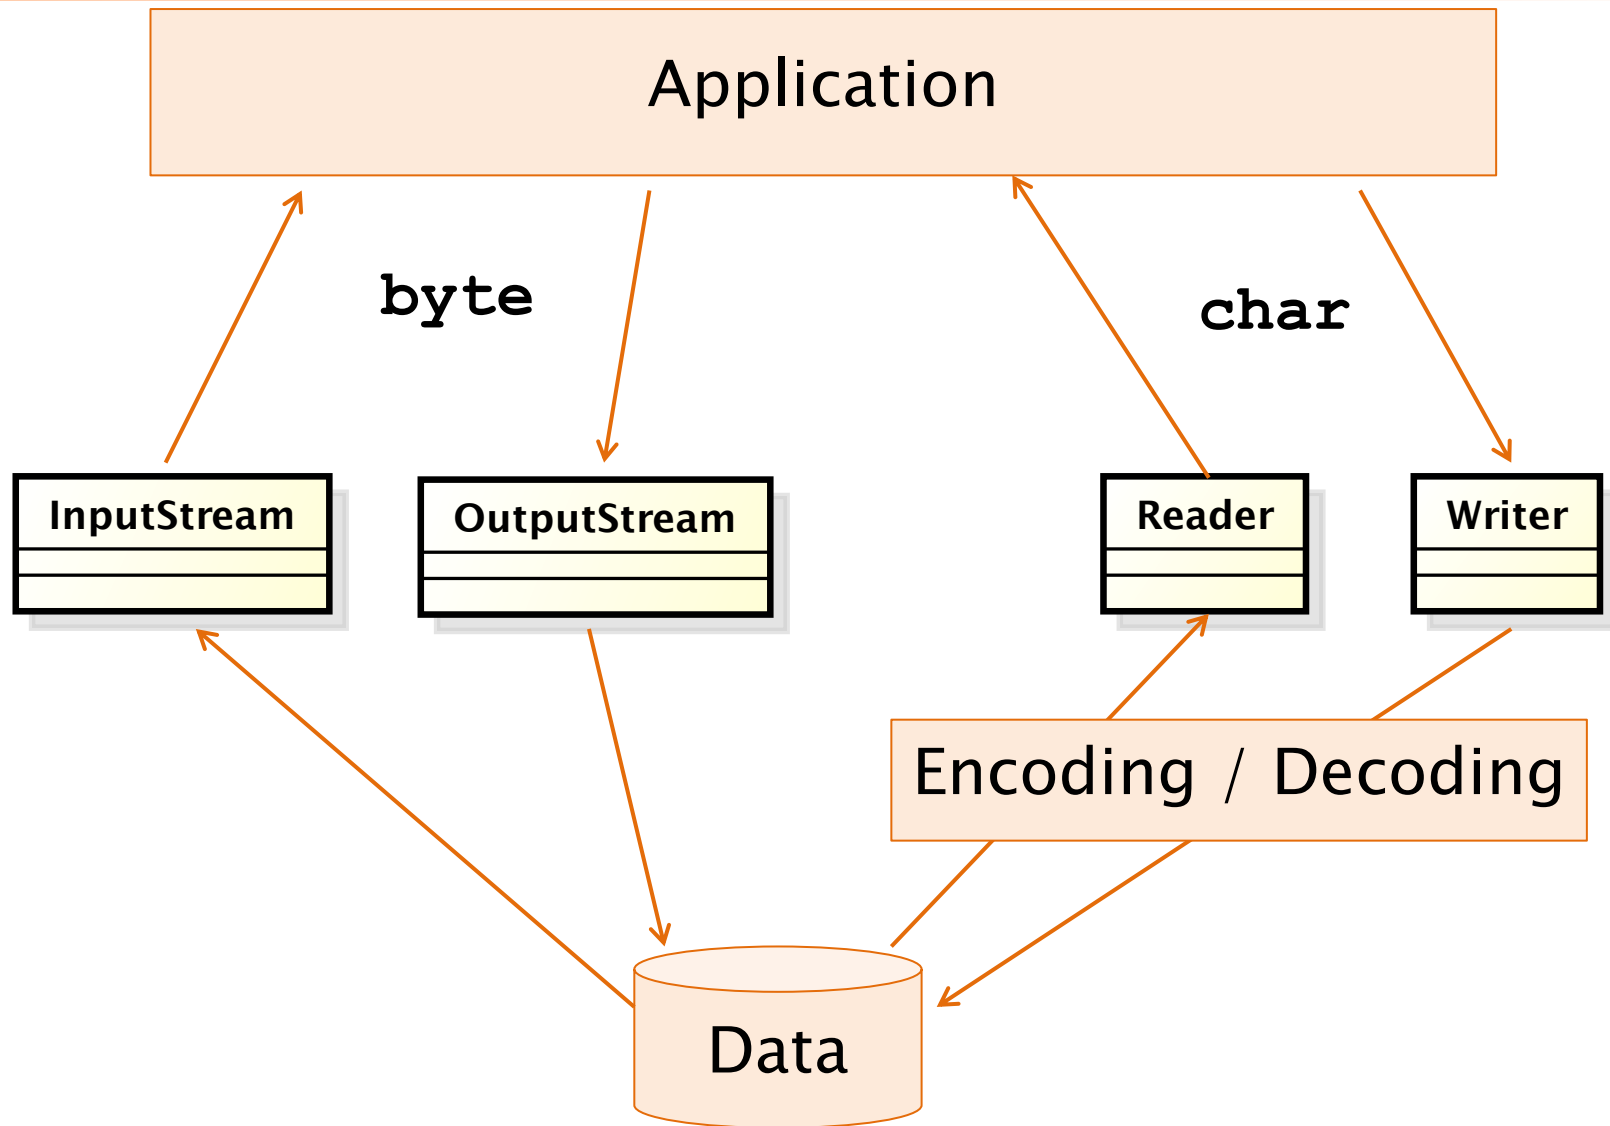 Application
byte
char
InputStream
OutputStream
Reader
Writer
Encoding / Decoding
Data